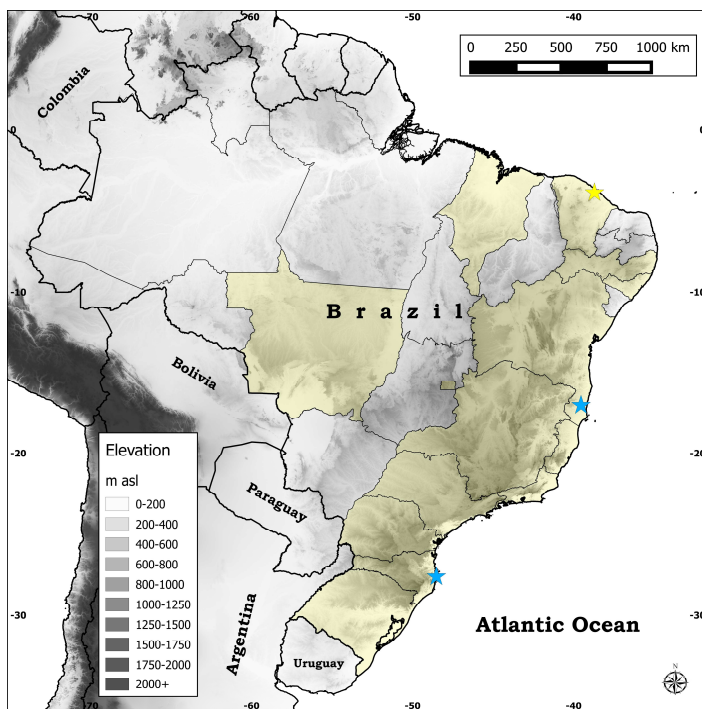 -70 -60 -50 -40
0 250 500 750 1000 km
Colombia
0 0
-10 -10
B r a z i l
Bolivia
-20 -20
Elevation
m asl
0-200
200-400
400-600
600-800
800-1000
1000-1250
1250-1500
1500-1750
1750-2000
2000+
Paraguay
Argentina
Uruguay
-30 -30
Atlantic Ocean
N
-70 -60 -50 -40